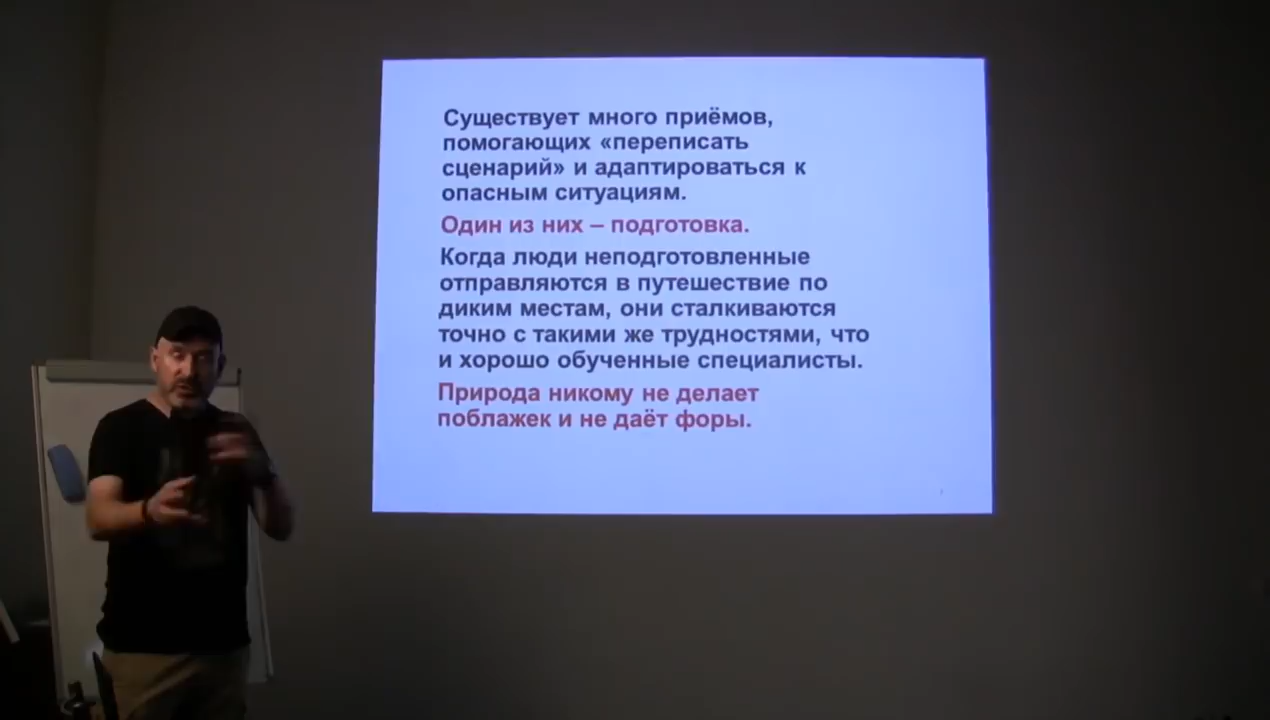 Существует много приёмов,
помогающих «переписать
сценарий» и адаптироваться к
опасным ситуациям.
Один из них – подготовка.
Когда люди неподготовленные
отправляются в путешествие по
диким местам, они сталкиваются
точно с такими же трудностями, что
и хорошо обученные специалисты.
Природа никому не делает
поблажек и не даёт форы.